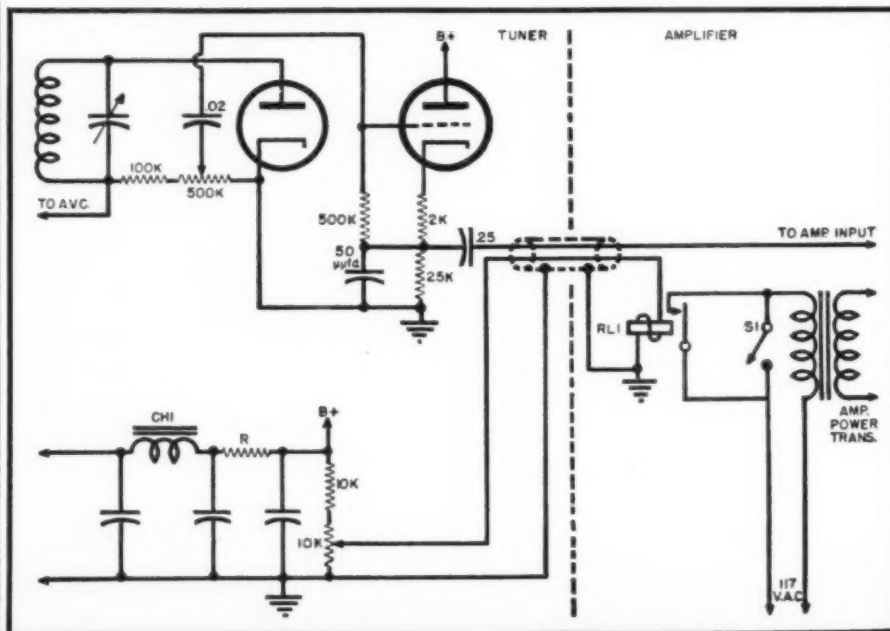 B+
TUNER
AMPLIFIER
.02
100K
500K
TO A.V.C.
500K
2K
.25
50
μμfd.
25K
TO AMP. INPUT
RL1
S1
AMP.
POWER
TRANS.
CH1
R
B+
10K
10K
117
V.A.C.